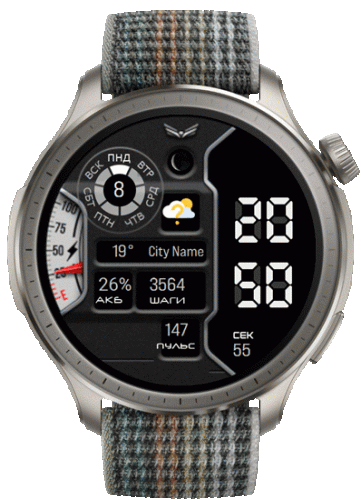 ПНД
ВТР
СРД
ЧТВ
ПТН
СБТ
ВСК
8
100
75
50
25
E
19° City Name
26%
АКБ
3564
ШАГИ
147
ПУЛЬС
20
50
СЕК
55